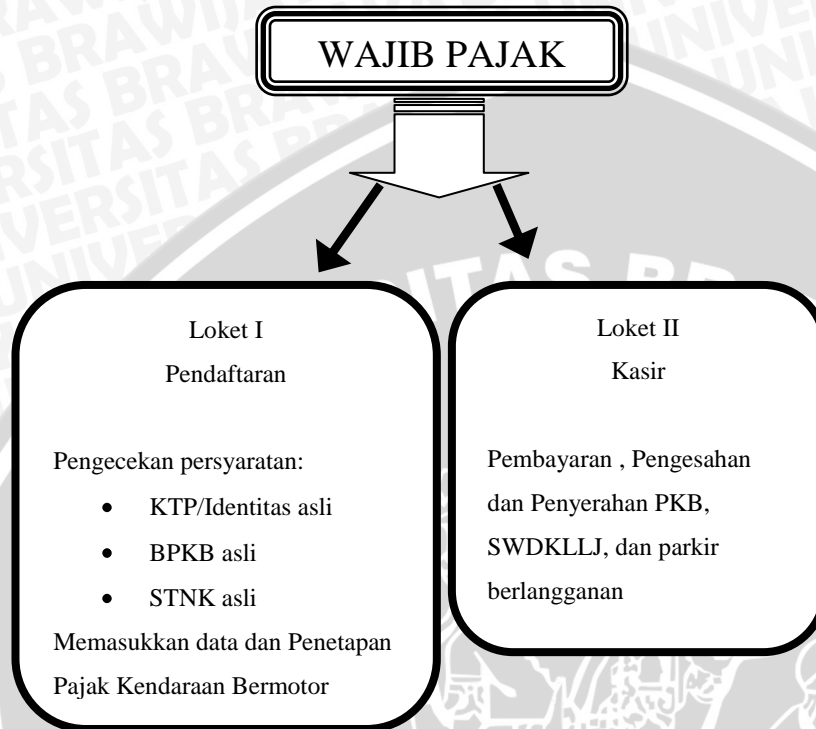 WAJIB PAJAK
Loket I
Pendaftaran
Pengecekan persyaratan:
• KTP/Identitas asli
• BPKB asli
• STNK asli
Memasukkan data dan Penetapan
Pajak Kendaraan Bermotor
Loket II
Kasir
Pembayaran , Pengesahan
dan Penyerahan PKB,
SWDKLLJ, dan parkir
berlangganan